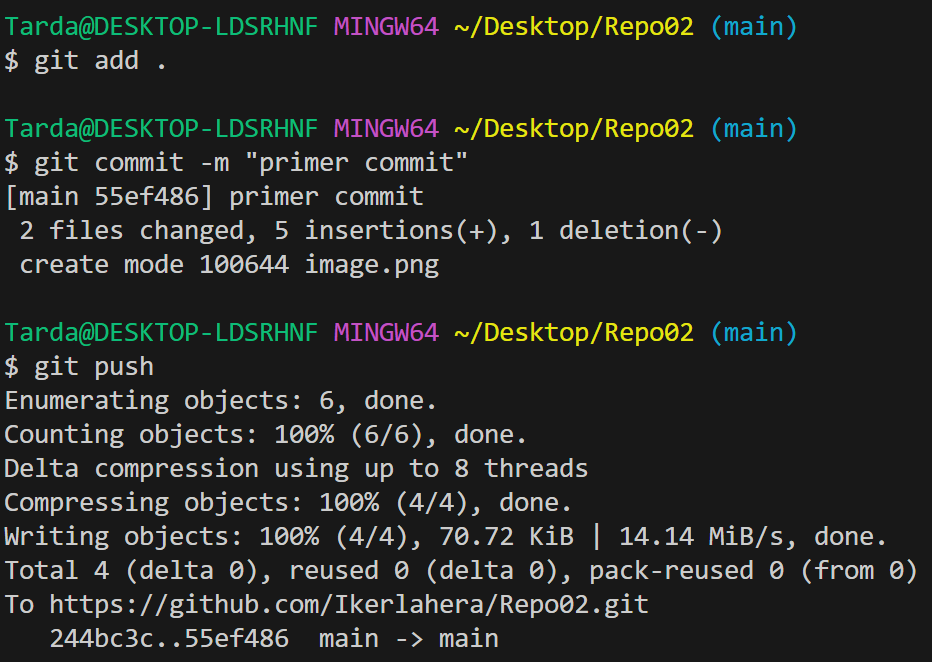 Tarda@DESKTOP-LDSRHNF MINGW64 ~/Desktop/Repo02 (main)
$ git add .
Tarda@DESKTOP-LDSRHNF MINGW64 ~/Desktop/Repo02 (main)
$ git commit -m "primer commit"
[main 55ef486] primer commit
 2 files changed, 5 insertions(+), 1 deletion(-)
 create mode 100644 image.png
Tarda@DESKTOP-LDSRHNF MINGW64 ~/Desktop/Repo02 (main)
$ git push
Enumerating objects: 6, done.
Counting objects: 100% (6/6), done.
Delta compression using up to 8 threads
Compressing objects: 100% (4/4), done.
Writing objects: 100% (4/4), 70.72 KiB | 14.14 MiB/s, done.
Total 4 (delta 0), reused 0 (delta 0), pack-reused 0 (from 0)
To https://github.com/Ikerlahera/Repo02.git
   244bc3c..55ef486  main -> main